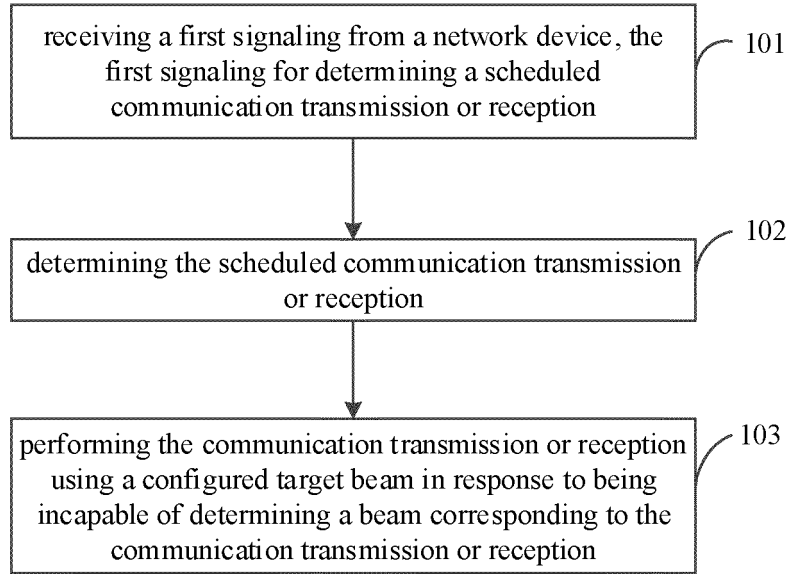 receiving a first signaling from a network device, the
first signaling for determining a scheduled
communication transmission or reception
101
determining the scheduled communication transmission
or reception
102
performing the communication transmission or reception
using a configured target beam in response to being
incapable of determining a beam corresponding to the
communication transmission or reception
103